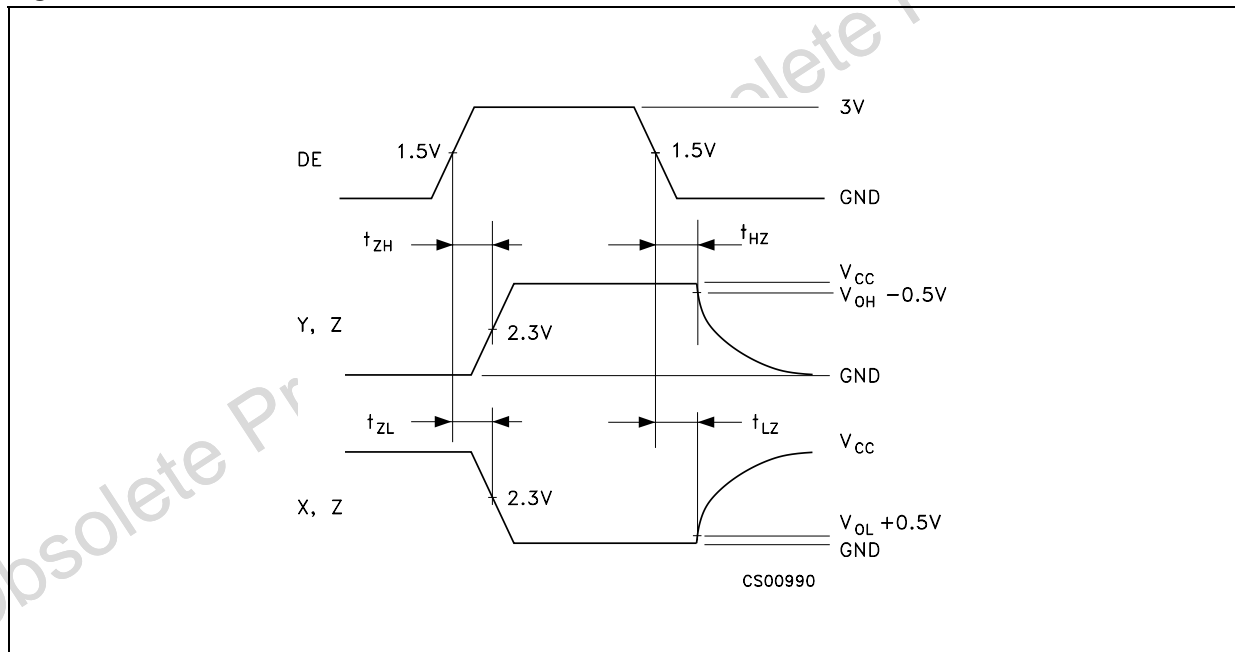 3V
DE
1.5V
1.5V
GND
tZH
tHZ
VCC
VOH −0.5V
Y, Z
2.3V
GND
tZL
tLZ
VCC
X, Z
2.3V
VOL +0.5V
GND
CS00990
obsolete Pr
solete P